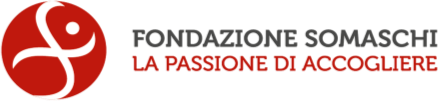 FONDAZIONE SOMASCHI
LA PASSIONE DI ACCOGLIERE